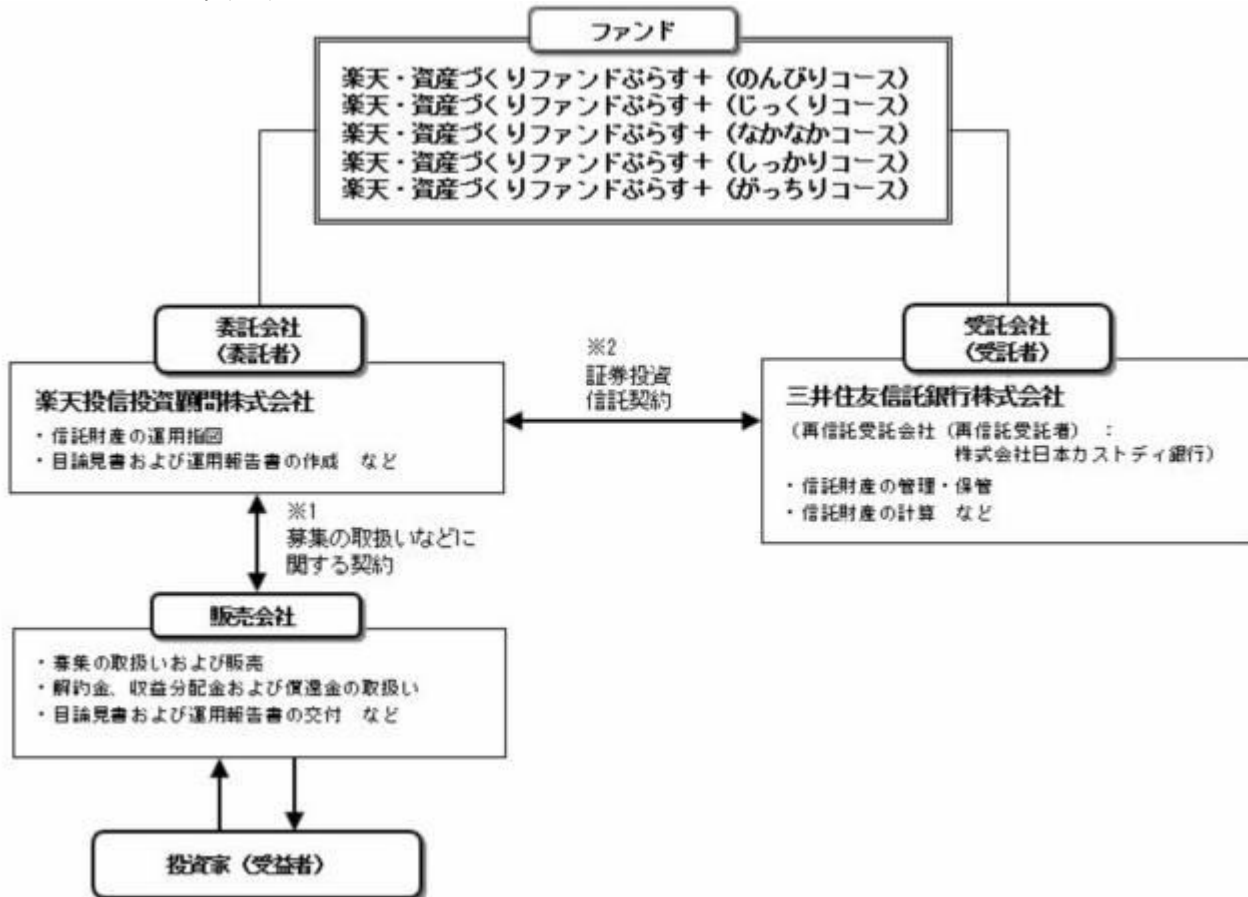 ファンド
楽天・資産づくりファンドぷらす＋（のんびりコース）
楽天・資産づくりファンドぷらす＋（じっくりコース）
楽天・資産づくりファンドぷらす＋（なかなかコース）
楽天・資産づくりファンドぷらす＋（しっかりコース）
楽天・資産づくりファンドぷらす＋（がっちりコース）
委託会社
（委託者）
楽天投信投資顧問株式会社
・信託財産の運用指図
・目論見書および運用報告書の作成　など
※2
証券投資
信託契約
受託会社
（受託者）
三井住友信託銀行株式会社
（再信託受託会社（再信託受託者）　：
株式会社日本カストディ銀行）
・信託財産の管理・保管
・信託財産の計算　など
※1
募集の取扱いなどに
関する契約
販売会社
・募集の取扱いおよび販売
・解約金、収益分配金および償還金の取扱い
・目論見書および運用報告書の交付　など
投資家（受益者）